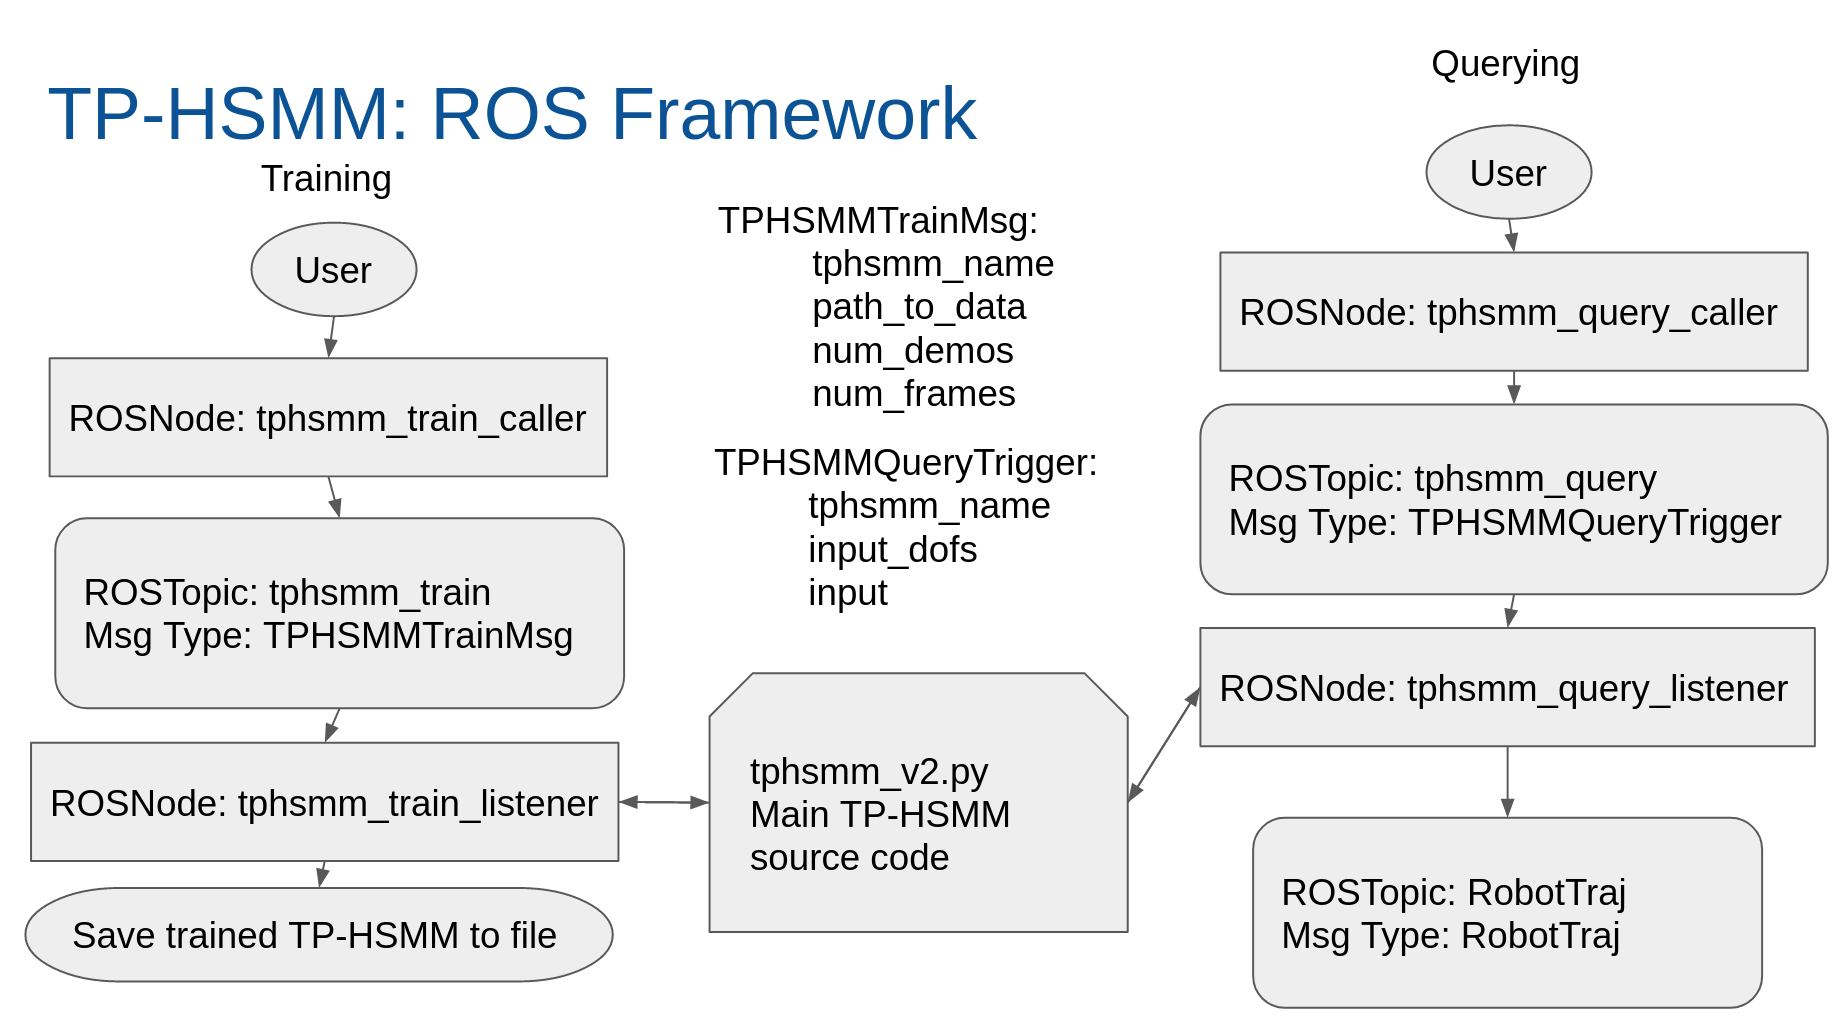 TP-HSMM: ROS Framework
Training
User
ROSNode: tphsmm_train_caller
ROSTopic: tphsmm_train
Msg Type: TPHSMMTrainMsg
ROSNode: tphsmm_train_listener
Save trained TP-HSMM to file
TPHSMMTrainMsg:
tphsmm_name
path_to_data
num_demos
num_frames
TPHSMMQueryTrigger:
tphsmm_name
input_dofs
input
tphsmm_v2.py
Main TP-HSMM
source code
Querying
User
ROSNode: tphsmm_query_caller
ROSTopic: tphsmm_query
Msg Type: TPHSMMQueryTrigger
ROSNode: tphsmm_query_listener
ROSTopic: RobotTraj
Msg Type: RobotTraj